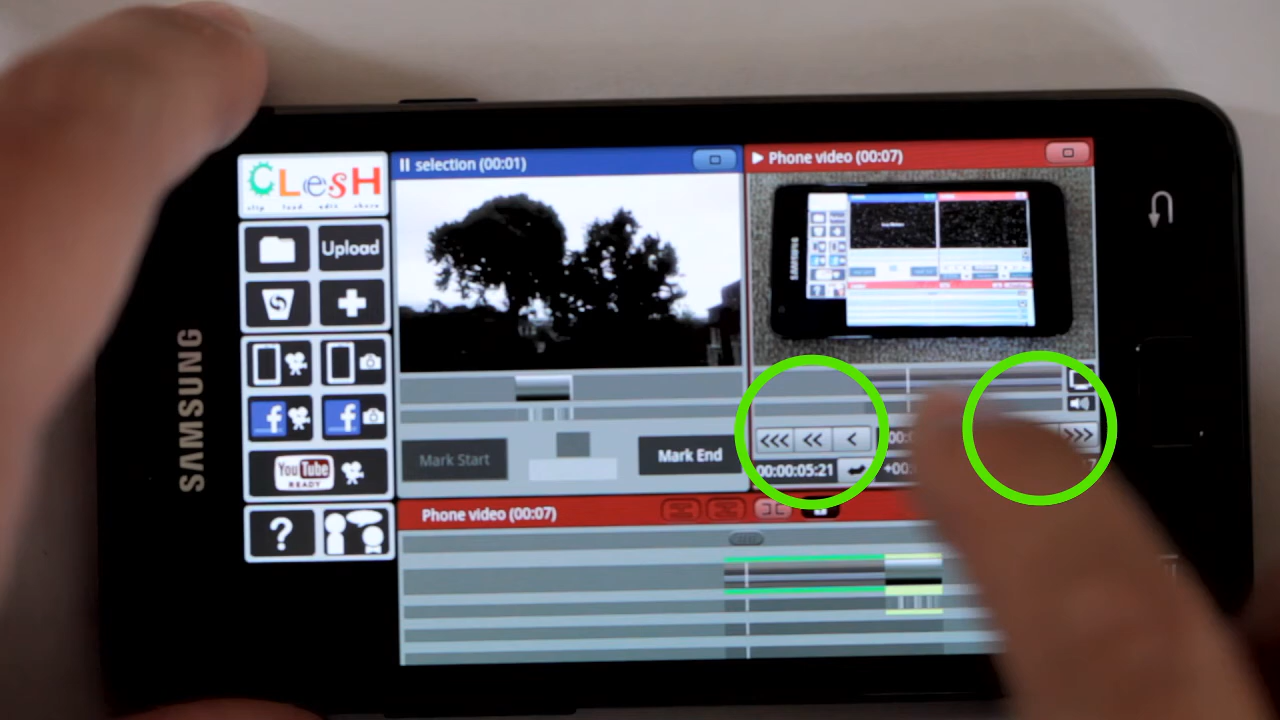 SAMSUNG
CLesH
clip load edit share
Upload
f
f
YouTube
READY
?
selection (00:01)
Mark Start
Mark End
Phone video (00:07)
<<< << <
>>>
00:00:05:21
+00:
Phone video (00:07)